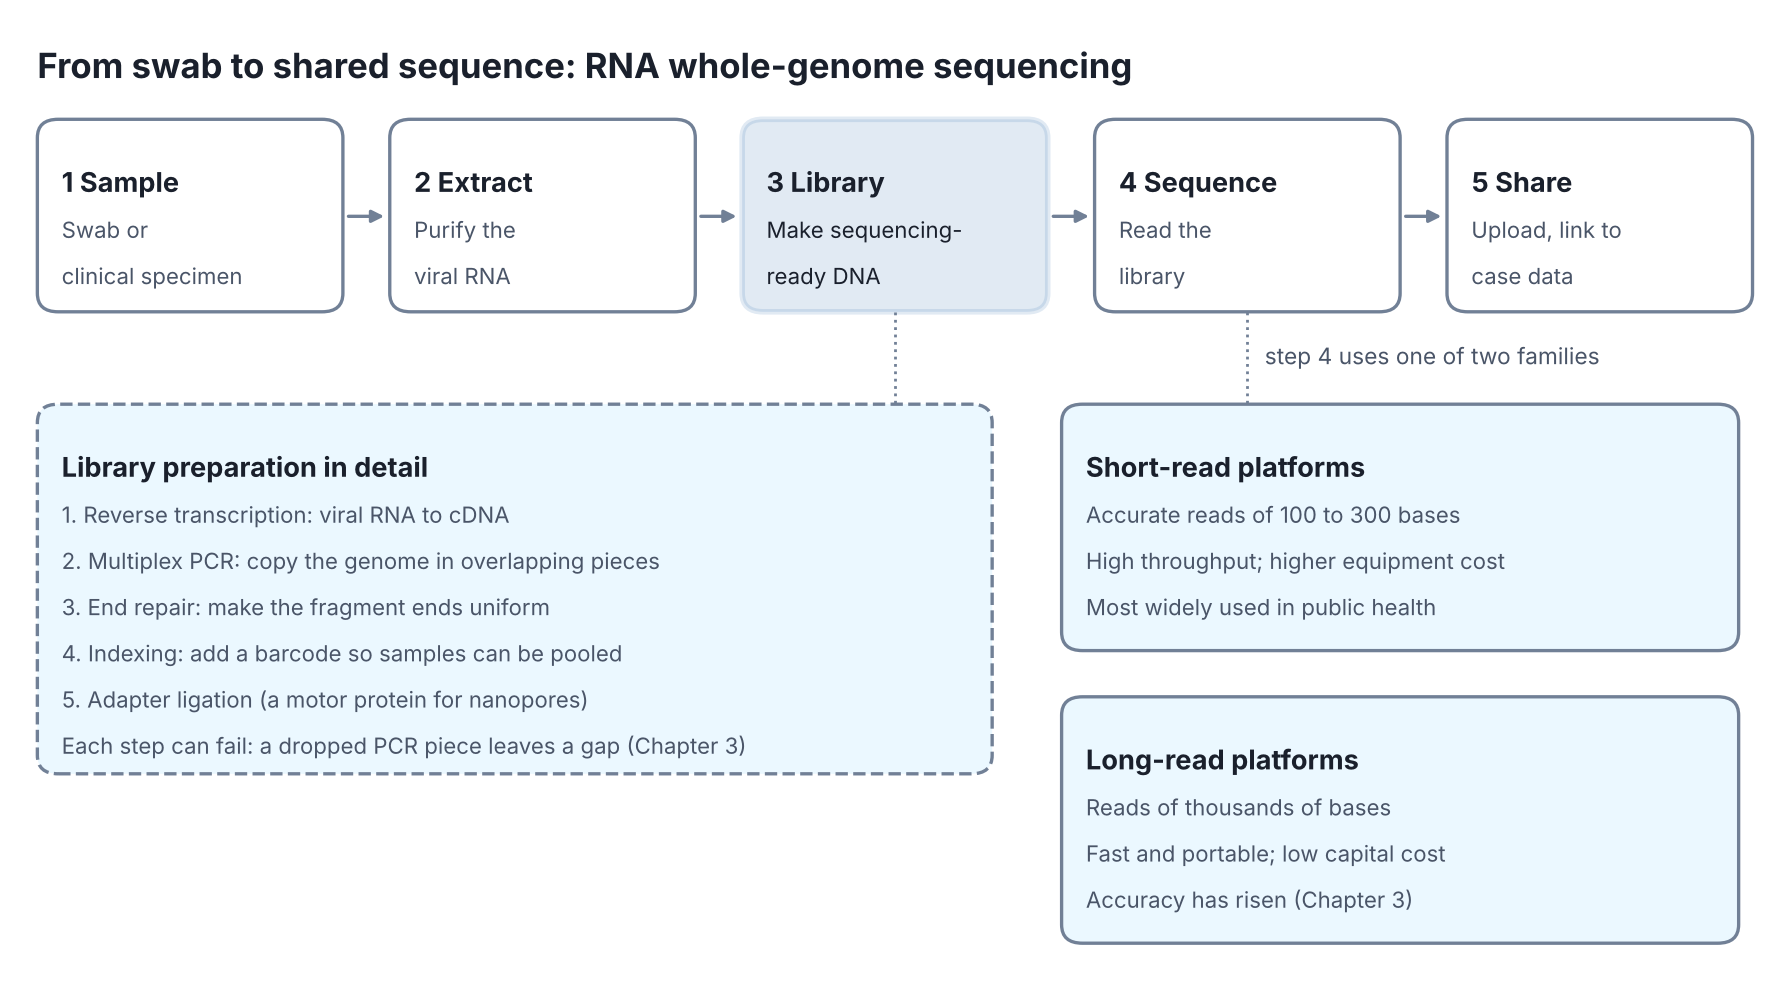 From swab to shared sequence: RNA whole-genome sequencing
1 Sample
Swab or
clinical specimen
2 Extract
Purify the
viral RNA
3 Library
Make sequencing-
ready DNA
4 Sequence
Read the
library
5 Share
Upload, link to
case data
step 4 uses one of two families
Library preparation in detail
1. Reverse transcription: viral RNA to cDNA
2. Multiplex PCR: copy the genome in overlapping pieces
3. End repair: make the fragment ends uniform
4. Indexing: add a barcode so samples can be pooled
5. Adapter ligation (a motor protein for nanopores)
Each step can fail: a dropped PCR piece leaves a gap (Chapter 3)
Short-read platforms
Accurate reads of 100 to 300 bases
High throughput; higher equipment cost
Most widely used in public health
Long-read platforms
Reads of thousands of bases
Fast and portable; low capital cost
Accuracy has risen (Chapter 3)